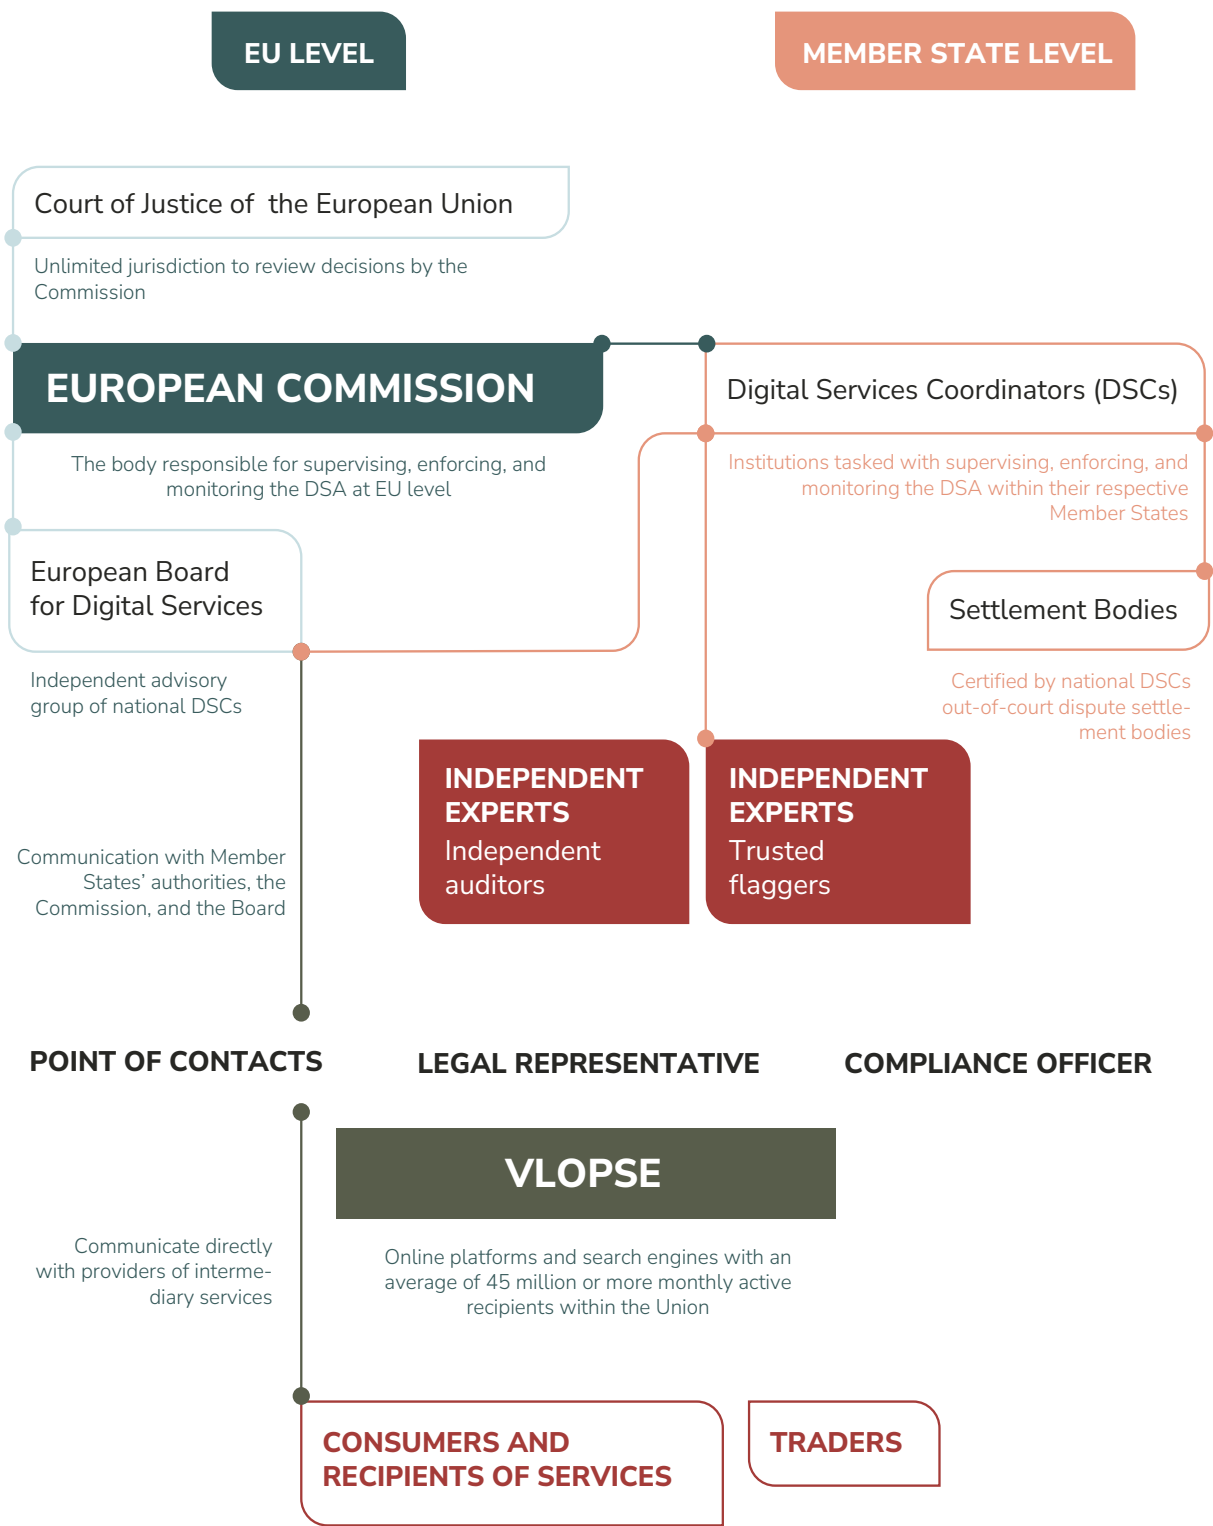 EU LEVEL
MEMBER STATE LEVEL
Court of Justice of the European Union
Unlimited jurisdiction to review decisions by the
Commission
EUROPEAN COMMISSION
The body responsible for supervising, enforcing, and
monitoring the DSA at EU level
Digital Services Coordinators (DSCs)
Institutions tasked with supervising, enforcing, and
monitoring the DSA within their respective
Member States
European Board
for Digital Services
Independent advisory
group of national DSCs
Settlement Bodies
Certified by national DSCs
out-of-court dispute settle-
ment bodies
INDEPENDENT
EXPERTS
Independent
auditors
INDEPENDENT
EXPERTS
Trusted
flaggers
Communication with Member
States’ authorities, the
Commission, and the Board
POINT OF CONTACTS
LEGAL REPRESENTATIVE
COMPLIANCE OFFICER
VLOPSE
Communicate directly
with providers of interme-
diary services
Online platforms and search engines with an
average of 45 million or more monthly active
recipients within the Union
CONSUMERS AND
RECIPIENTS OF SERVICES
TRADERS